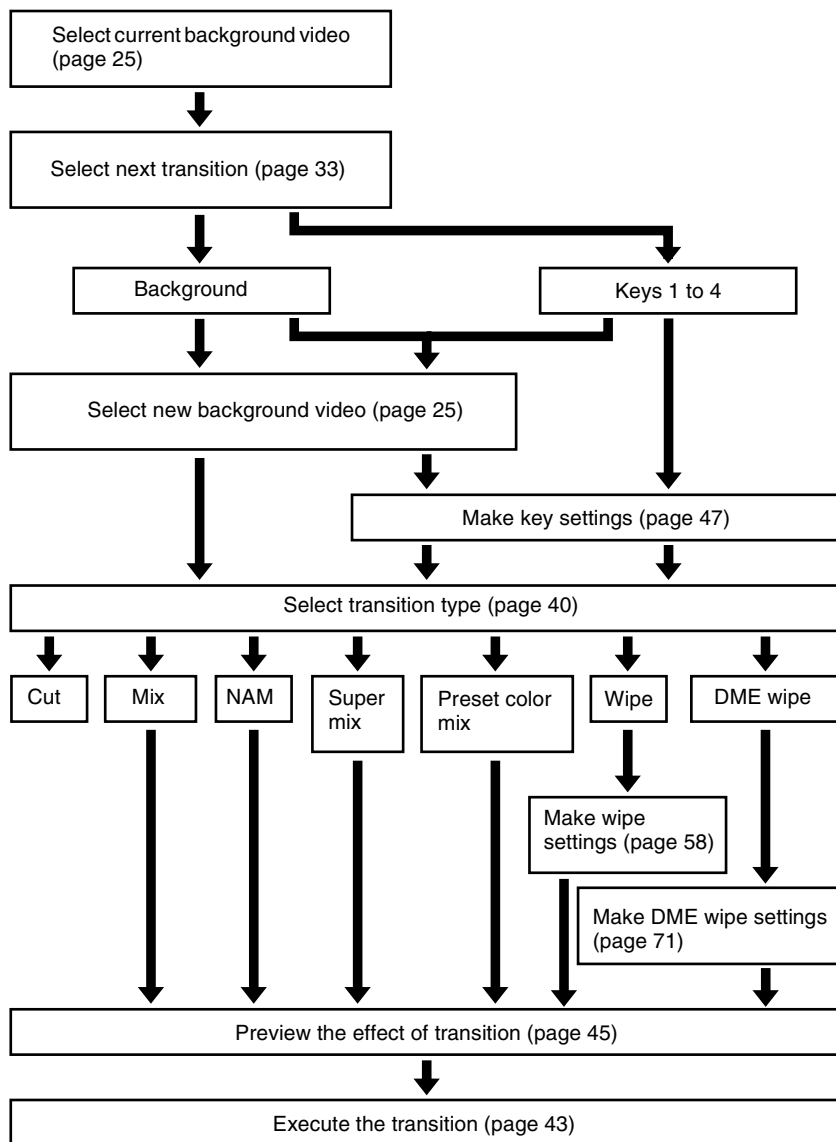 Select current background video
(page 25)
Select next transition (page 33)
Background
Keys 1 to 4
Select new background video (page 25)
Make key settings (page 47)
Select transition type (page 40)
Cut
Mix
NAM
Super
mix
Preset color
mix
Wipe
DME wipe
Make wipe
settings (page 58)
Make DME wipe settings
(page 71)
Preview the effect of transition (page 45)
Execute the transition (page 43)